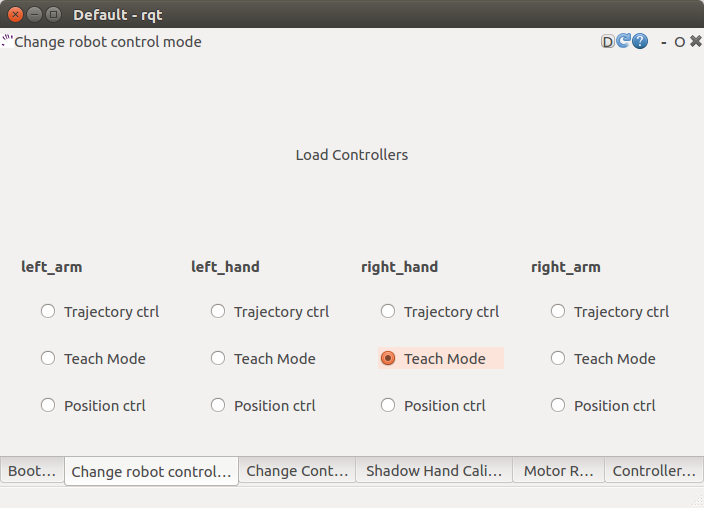 Default - rqt
Change robot control mode
D ? - O
Load Controllers
left_arm left_hand right_hand right_arm
Trajectory ctrl Trajectory ctrl Trajectory ctrl Trajectory ctrl
Teach Mode Teach Mode Teach Mode Teach Mode
Position ctrl Position ctrl Position ctrl Position ctrl
Boot... Change robot control... Change Cont... Shadow Hand Cali... Motor R... Controller...